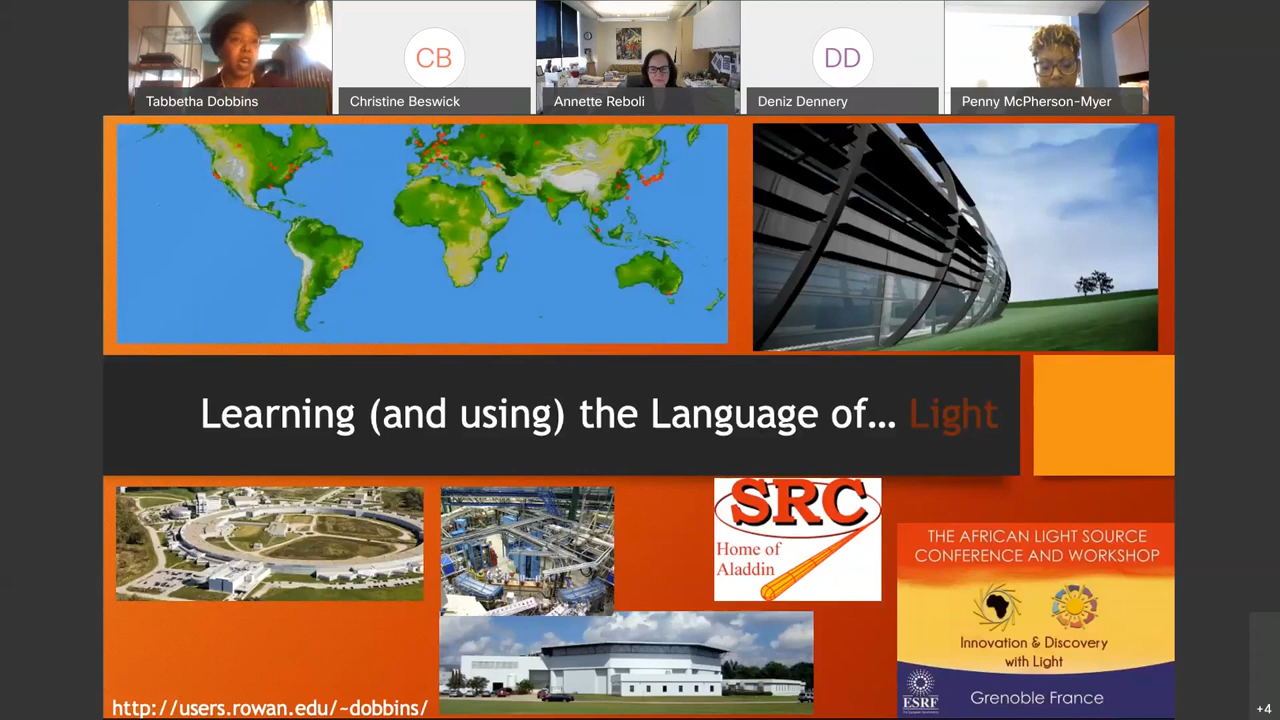 Tabbetha Dobbins
CB
Christine Beswick
Annette Reboli
DD
Deniz Dennery
Penny McPherson-Myer
Learning (and using) the Language of... Light
SRC
Home of
Aladdin
THE AFRICAN LIGHT SOURCE
CONFERENCE AND WORKSHOP
Innovation & Discovery
with Light
ESRF
Grenoble France
http://users.rowan.edu/~dobbins/
+4